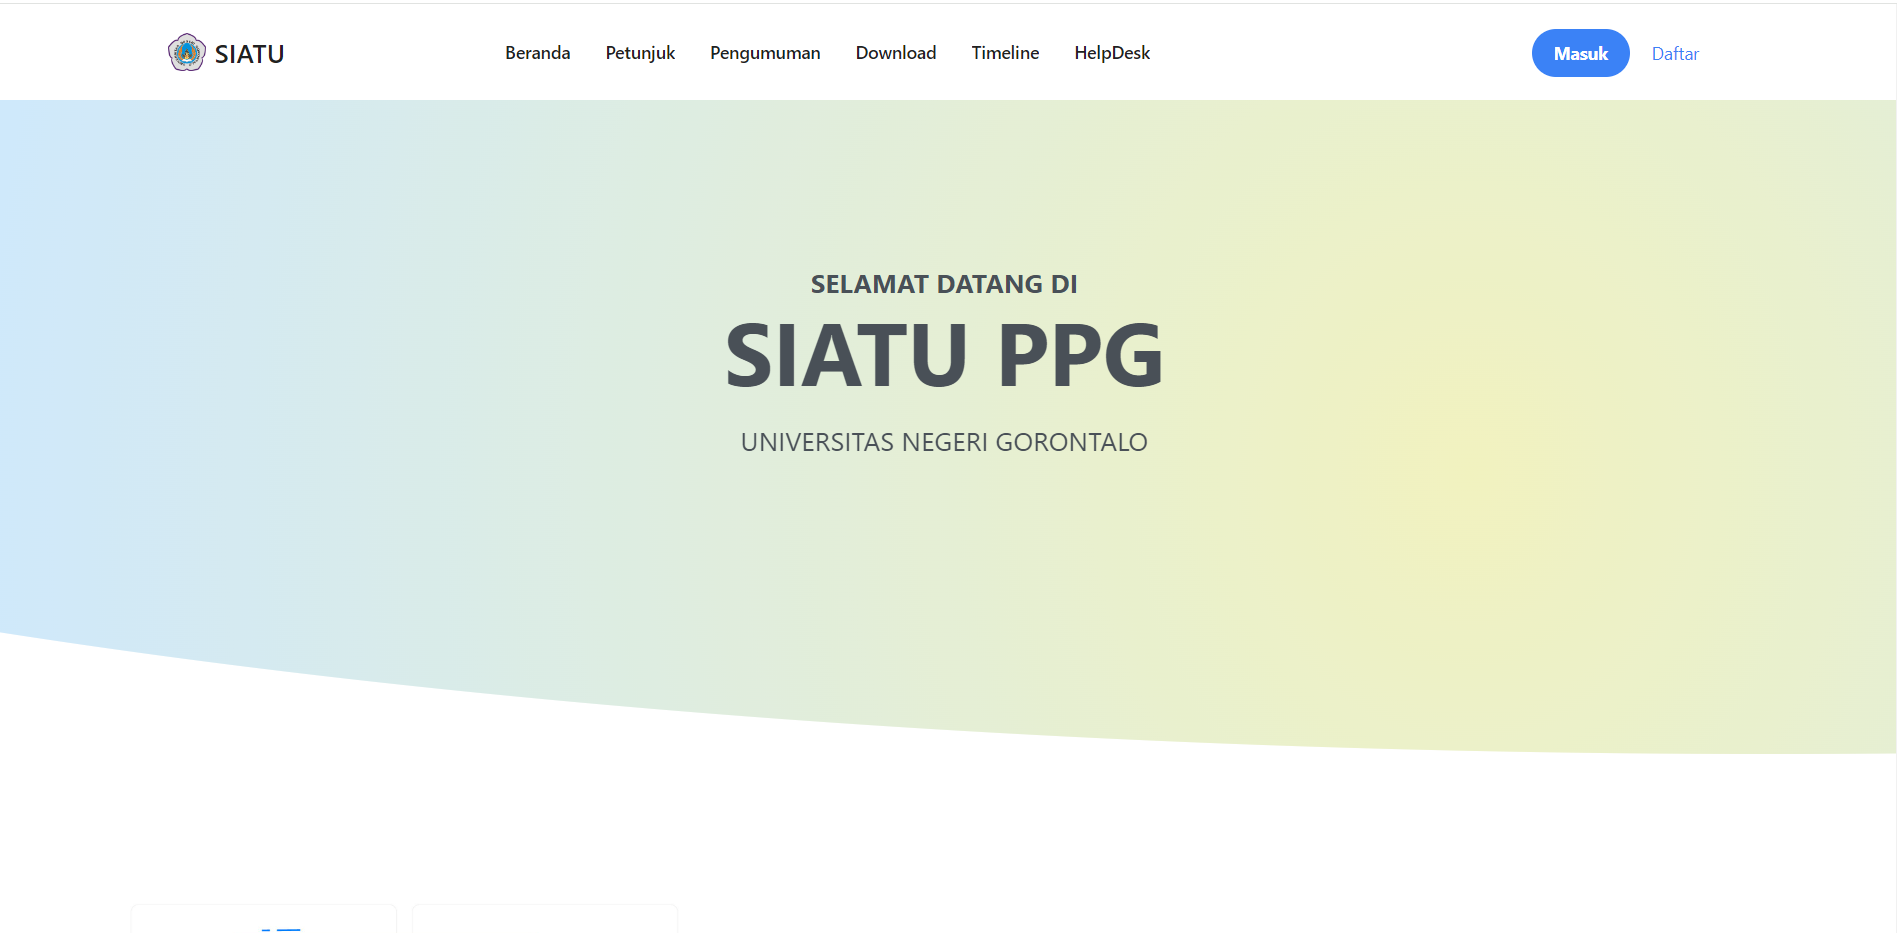 SIATU
Beranda Petunjuk Pengumuman Download Timeline HelpDesk
Masuk Daftar
SELAMAT DATANG DI
SIATU PPG
UNIVERSITAS NEGERI GORONTALO